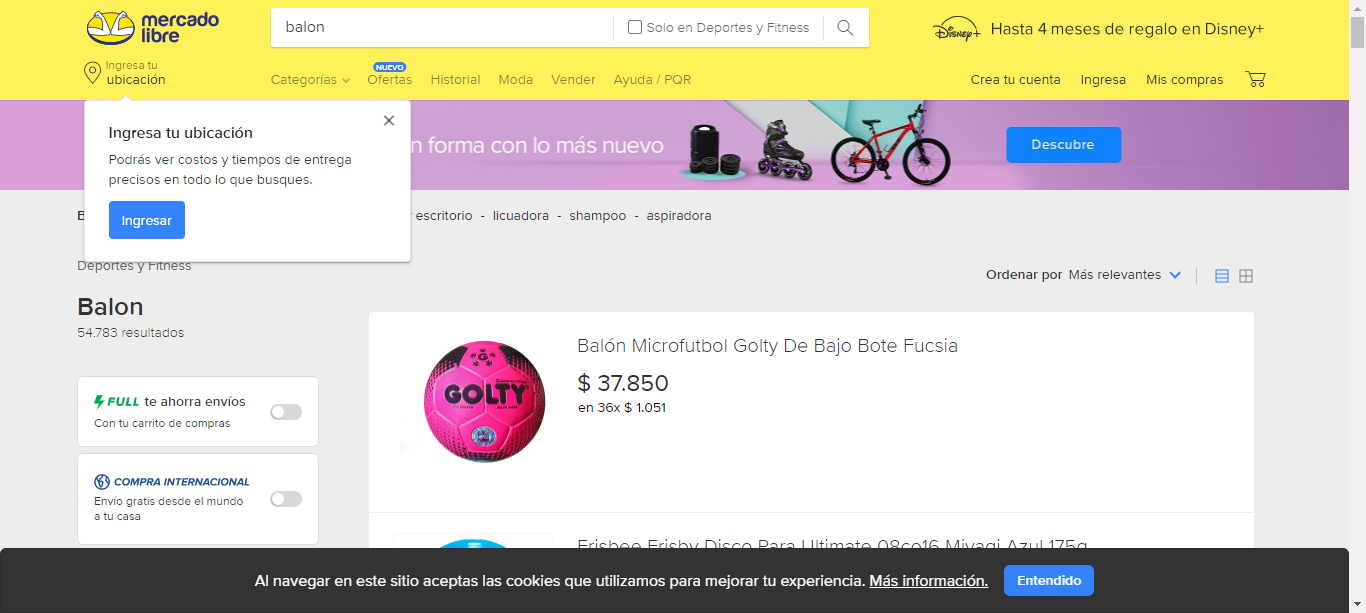 mercado
libre
balon
Solo en Deportes y Fitness
Disney+
Hasta 4 meses de regalo en Disney+
Ingresa tu
ubicación
NUEVO
Categorías
Ofertas
Historial
Moda
Vender
Ayuda / PQR
Crea tu cuenta
Ingresa
Mis compras
Ingresa tu ubicación
Podrás ver costos y tiempos de entrega
precisos en todo lo que busques.
Ingresar
n forma con lo más nuevo
Descubre
B
escritorio - licuadora - shampoo - aspiradora
Deportes y Fitness
Ordenar por Más relevantes
Balon
54.783 resultados
FULL te ahorra envíos
Con tu carrito de compras
COMPRA INTERNACIONAL
Envío gratis desde el mundo
a tu casa
G
GOLTY
Balón Microfutbol Golty De Bajo Bote Fucsia
$ 37.850
en 36x $ 1.051
Frisbee Frisby Disco Para Ultimate 08co16 Miyagi Azul 175g
Al navegar en este sitio aceptas las cookies que utilizamos para mejorar tu experiencia. Más información.
Entendido